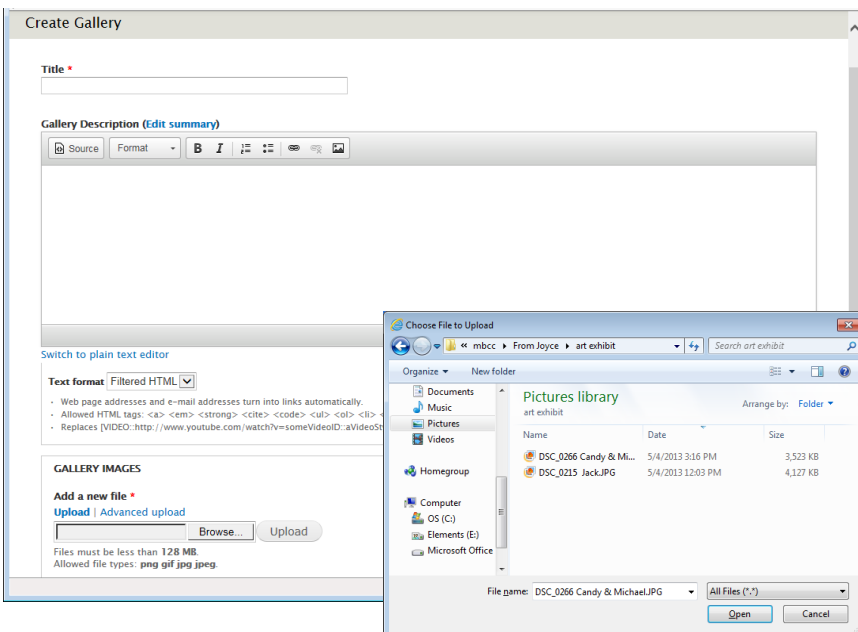 Create Gallery
Title *
Gallery Description (Edit summary)
Source Format B I
Switch to plain text editor
Text format Filtered HTML
Web page addresses and e-mail addresses turn into links automatically.
Allowed HTML tags: <a> <em> <strong> <cite> <code> <ul> <ol> <li> <
Replaces [VIDEO::http://www.youtube.com/watch?v=someVideoID::aVideoSt
GALLERY IMAGES
Add a new file *
Upload | Advanced upload
Browse... Upload
Files must be less than 128 MB.
Allowed file types: png gif jpg jpeg.
Choose File to Upload
« mbcc From Joyce art exhibit Search art exhibit
Organize New folder
Documents
Music
Pictures
Videos
Homegroup
Computer
OS (C:)
Elements (E:)
Microsoft Office
Pictures library
art exhibit
Arrange by: Folder
Name Date Size
DSC_0266 Candy & Mi... 5/4/2013 3:16 PM 3,523 KB
DSC_0215 Jack.JPG 5/4/2013 12:03 PM 4,127 KB
File name: DSC_0266 Candy & Michael.JPG All Files (*.*)
Open Cancel